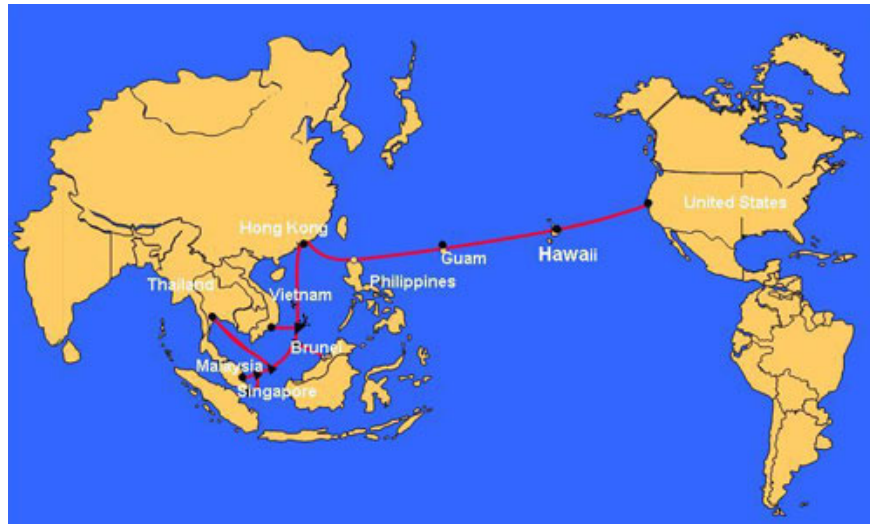 United States
Hong Kong
Hawaii
Guam
Thailand
Philippines
Vietnam
Brunei
Malaysia
Singapore